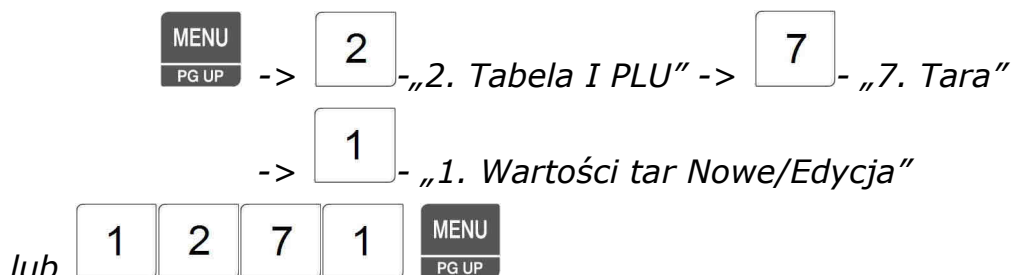 MENU PG UP -> 2 -„2. Tabela I PLU” -> 7 - „7. Tara”
-> 1 - „1. Wartości tar Nowe/Edycja”
lub 1 2 7 1 MENU PG UP